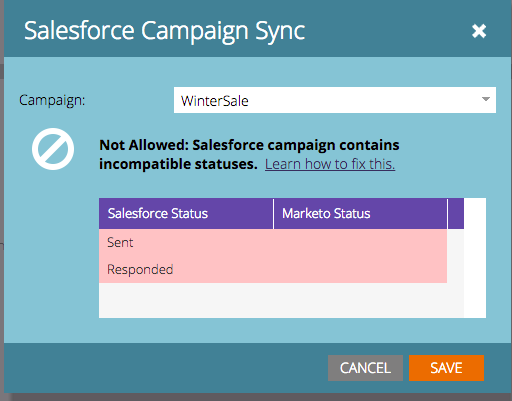 Salesforce Campaign Sync
Campaign: WinterSale
Not Allowed: Salesforce campaign contains
incompatible statuses. Learn how to fix this.
Salesforce Status Marketo Status
Sent
Responded
CANCEL SAVE